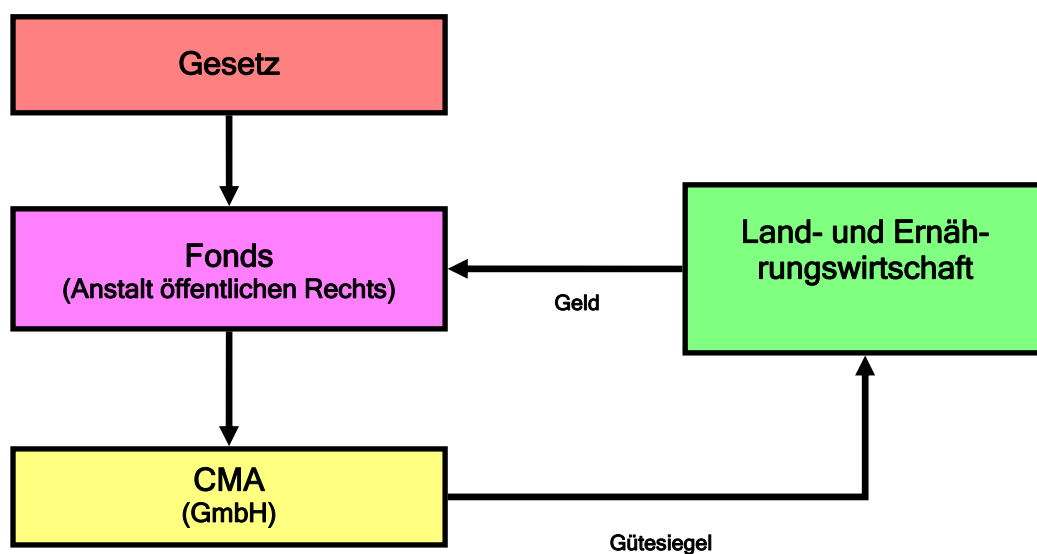 Gesetz
Fonds
(Anstalt öffentlichen Rechts)
Land- und Ernäh-
rungswirtschaft
Geld
CMA
(GmbH)
Gütesiegel